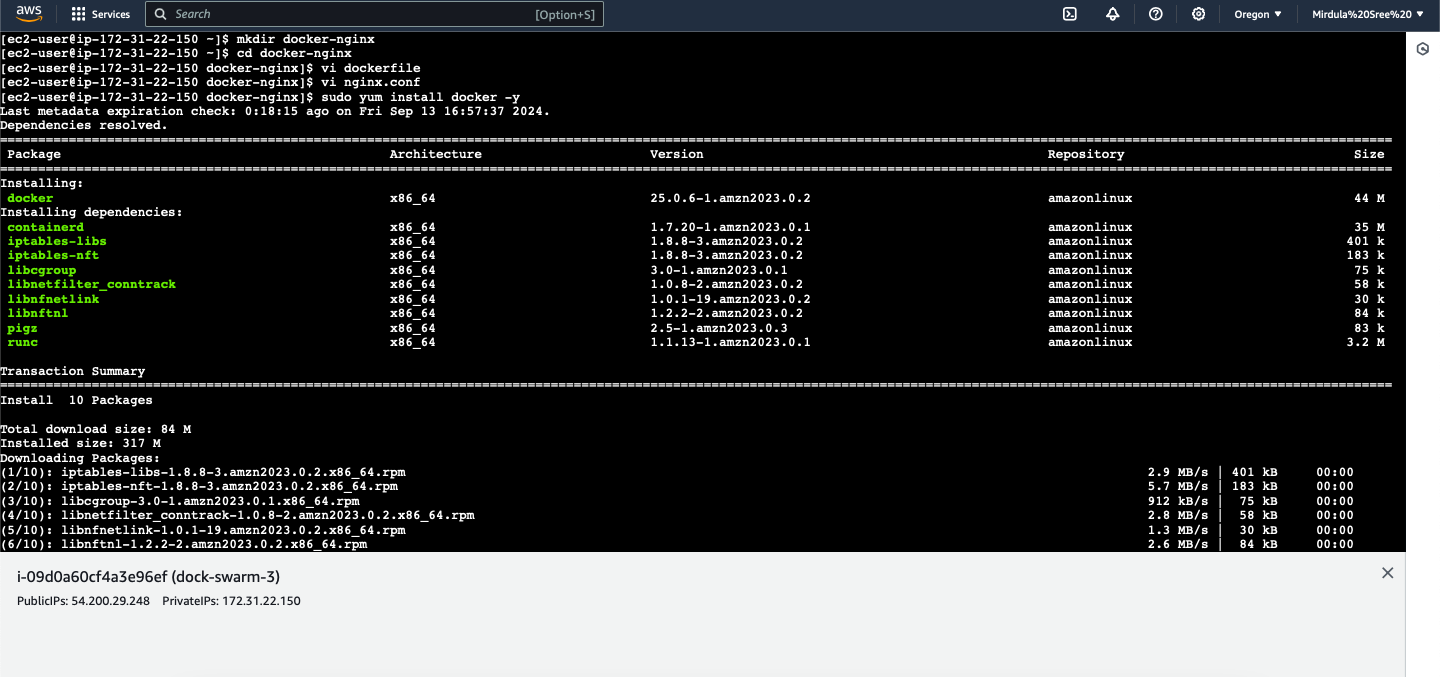 aws Services Search [Option+S] Oregon ▼ Mirdula%20Sree%20 ▼
[ec2-user@ip-172-31-22-150 ~]$ mkdir docker-nginx
[ec2-user@ip-172-31-22-150 ~]$ cd docker-nginx
[ec2-user@ip-172-31-22-150 docker-nginx]$ vi dockerfile
[ec2-user@ip-172-31-22-150 docker-nginx]$ vi nginx.conf
[ec2-user@ip-172-31-22-150 docker-nginx]$ sudo yum install docker -y
Last metadata expiration check: 0:18:15 ago on Fri Sep 13 16:57:37 2024.
Dependencies resolved.
Package Architecture Version Repository Size
Installing:
docker x86_64 25.0.6-1.amzn2023.0.2 amazonlinux 44 M
Installing dependencies:
containerd x86_64 1.7.20-1.amzn2023.0.1 amazonlinux 35 M
iptables-libs x86_64 1.8.8-3.amzn2023.0.2 amazonlinux 401 k
iptables-nft x86_64 1.8.8-3.amzn2023.0.2 amazonlinux 183 k
libcgroup x86_64 3.0-1.amzn2023.0.1 amazonlinux 75 k
libnetfilter_conntrack x86_64 1.0.8-2.amzn2023.0.2 amazonlinux 58 k
libnfnetlink x86_64 1.0.1-19.amzn2023.0.2 amazonlinux 30 k
libnftnl x86_64 1.2.2-2.amzn2023.0.2 amazonlinux 84 k
pigz x86_64 2.5-1.amzn2023.0.3 amazonlinux 83 k
runc x86_64 1.1.13-1.amzn2023.0.1 amazonlinux 3.2 M
Transaction Summary
Install 10 Packages
Total download size: 84 M
Installed size: 317 M
Downloading Packages:
(1/10): iptables-libs-1.8.8-3.amzn2023.0.2.x86_64.rpm 2.9 MB/s | 401 kB 00:00
(2/10): iptables-nft-1.8.8-3.amzn2023.0.2.x86_64.rpm 5.7 MB/s | 183 kB 00:00
(3/10): libcgroup-3.0-1.amzn2023.0.1.x86_64.rpm 912 kB/s | 75 kB 00:00
(4/10): libnetfilter_conntrack-1.0.8-2.amzn2023.0.2.x86_64.rpm 2.8 MB/s | 58 kB 00:00
(5/10): libnfnetlink-1.0.1-19.amzn2023.0.2.x86_64.rpm 1.3 MB/s | 30 kB 00:00
(6/10): libnftnl-1.2.2-2.amzn2023.0.2.x86_64.rpm 2.6 MB/s | 84 kB 00:00
i-09d0a60cf4a3e96ef (dock-swarm-3)
PublicIPs: 54.200.29.248 PrivateIPs: 172.31.22.150